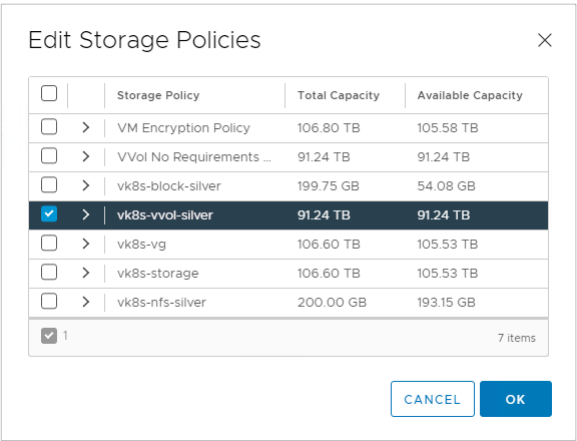 Edit Storage Policies
Storage Policy Total Capacity Available Capacity
VM Encryption Policy 106.80 TB 105.58 TB
VVol No Requirements ... 91.24 TB 91.24 TB
vk8s-block-silver 199.75 GB 54.08 GB
vk8s-vvol-silver 91.24 TB 91.24 TB
vk8s-vg 106.60 TB 105.53 TB
vk8s-storage 106.60 TB 105.53 TB
vk8s-nfs-silver 200.00 GB 193.15 GB
1 7 items
CANCEL OK